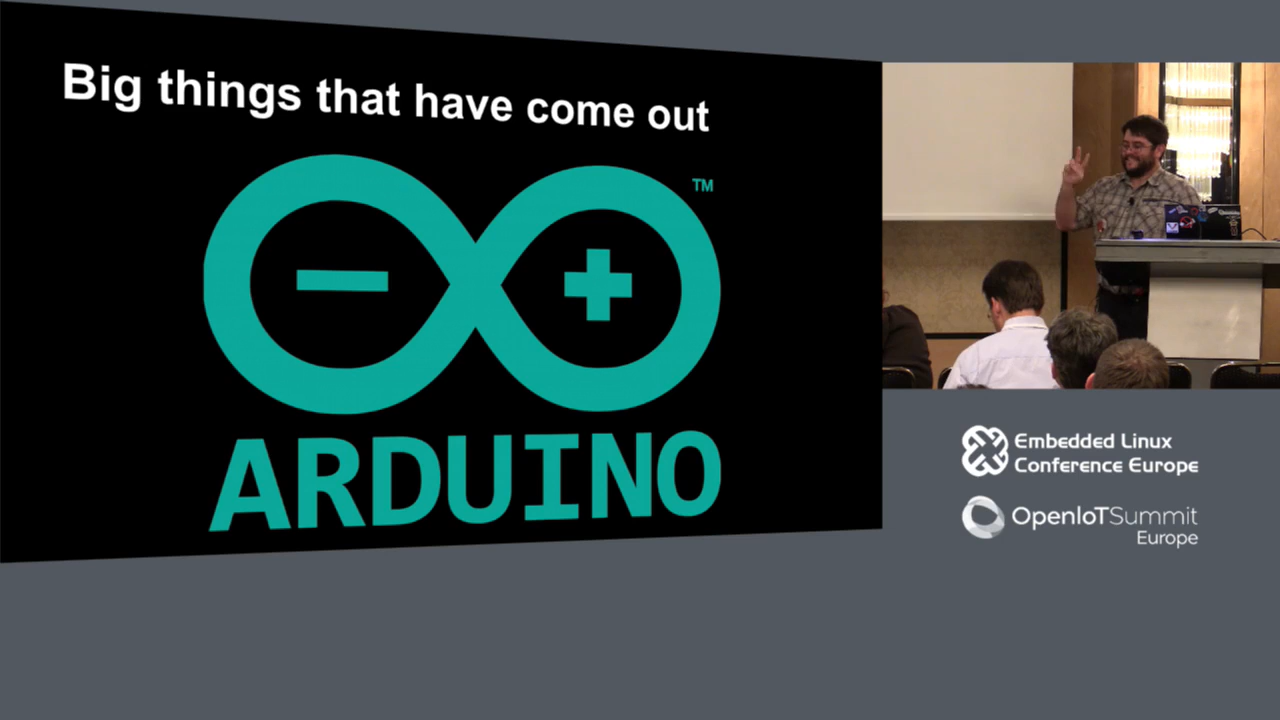 Big things that have come out
TM
ARDUINO
Embedded Linux
Conference Europe
OpenIoTSummit
Europe